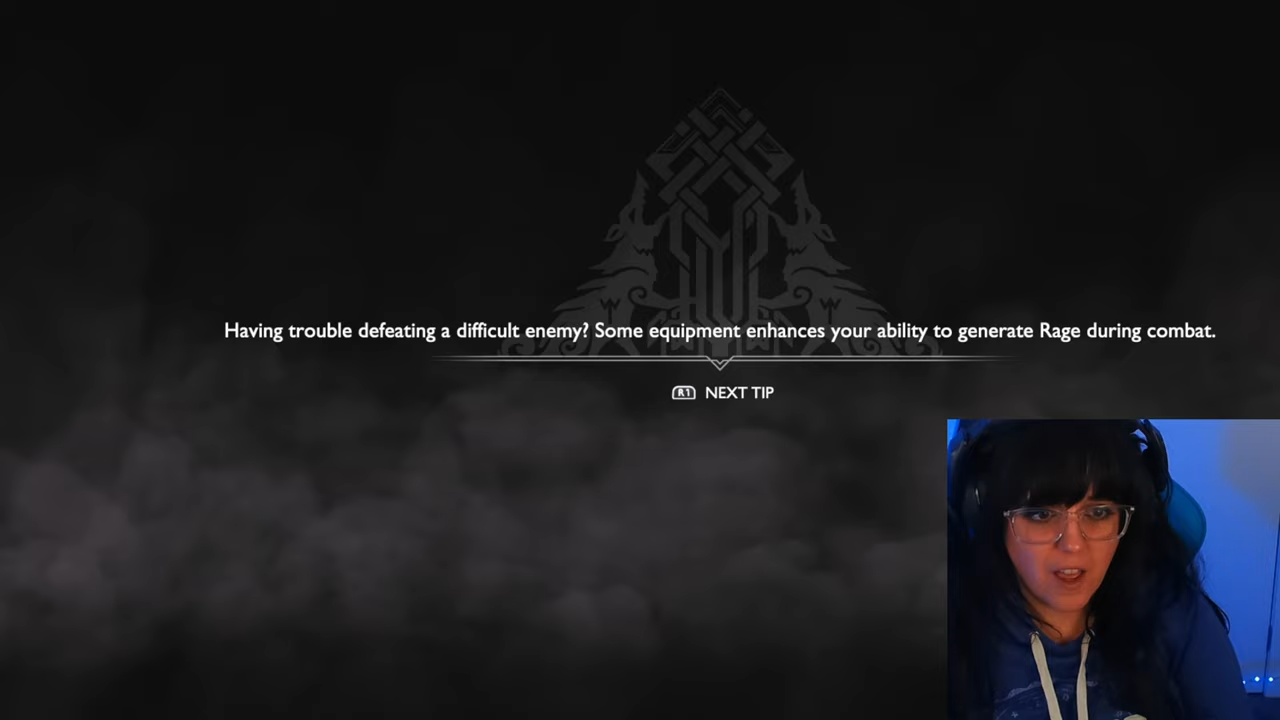 Having trouble defeating a difficult enemy? Some equipment enhances your ability to generate Rage during combat.
R1 NEXT TIP